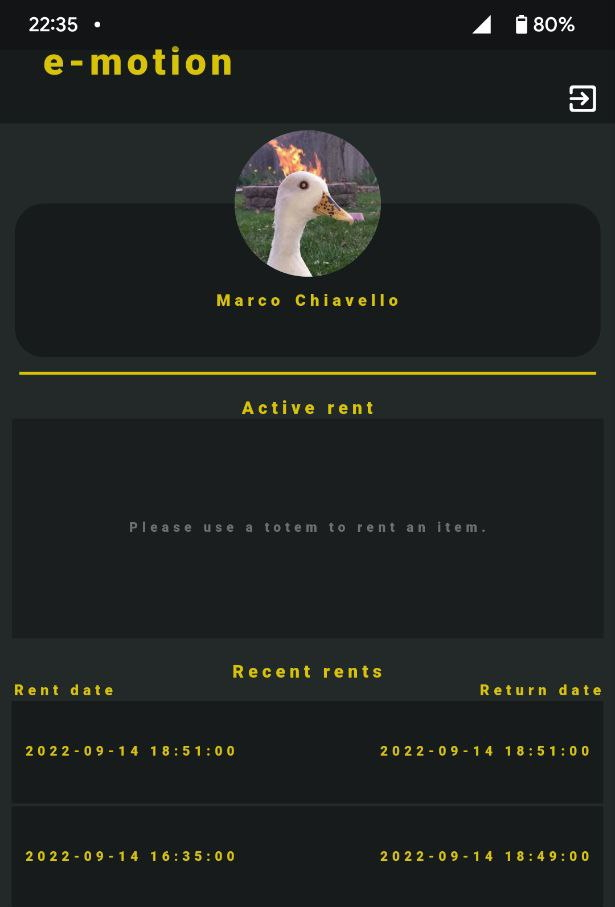 22:35
80%
e-motion
Marco Chiavello
Active rent
Please use a totem to rent an item.
Recent rents
Rent date Return date
2022-09-14 18:51:00 2022-09-14 18:51:00
2022-09-14 16:35:00 2022-09-14 18:49:00